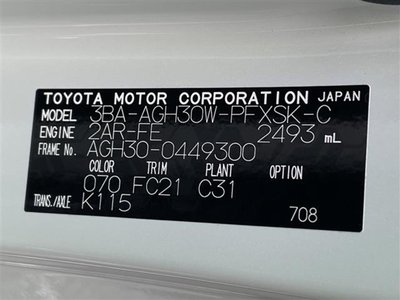 TOYOTA MOTOR CORPORATION JAPAN
MODEL 3BA-AGH30W-PFXSK-C
ENGINE 2AR-FE 2493 mL
FRAME No. AGH30-0449300
COLOR TRIM PLANT OPTION
070 FC21 C31
TRANS./AXLE K115
708